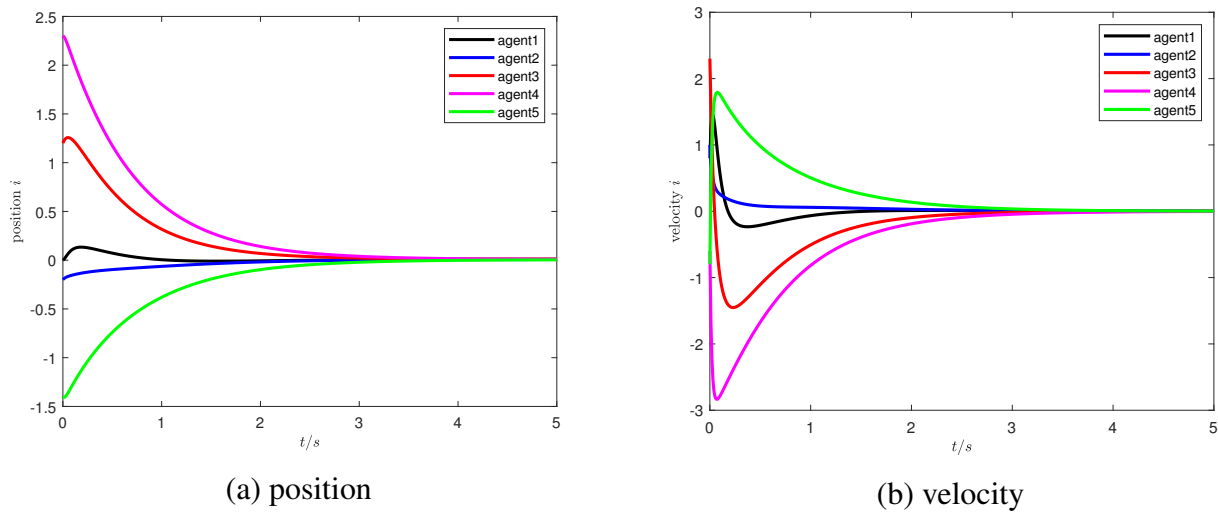 2.5
2
1.5
1
0.5
0
-0.5
-1
-1.5
position i
0 1 2 3 4 5
t/s
agent1
agent2
agent3
agent4
agent5
(a) position
3
2
1
0
-1
-2
-3
velocity i
0 1 2 3 4 5
t/s
agent1
agent2
agent3
agent4
agent5
(b) velocity